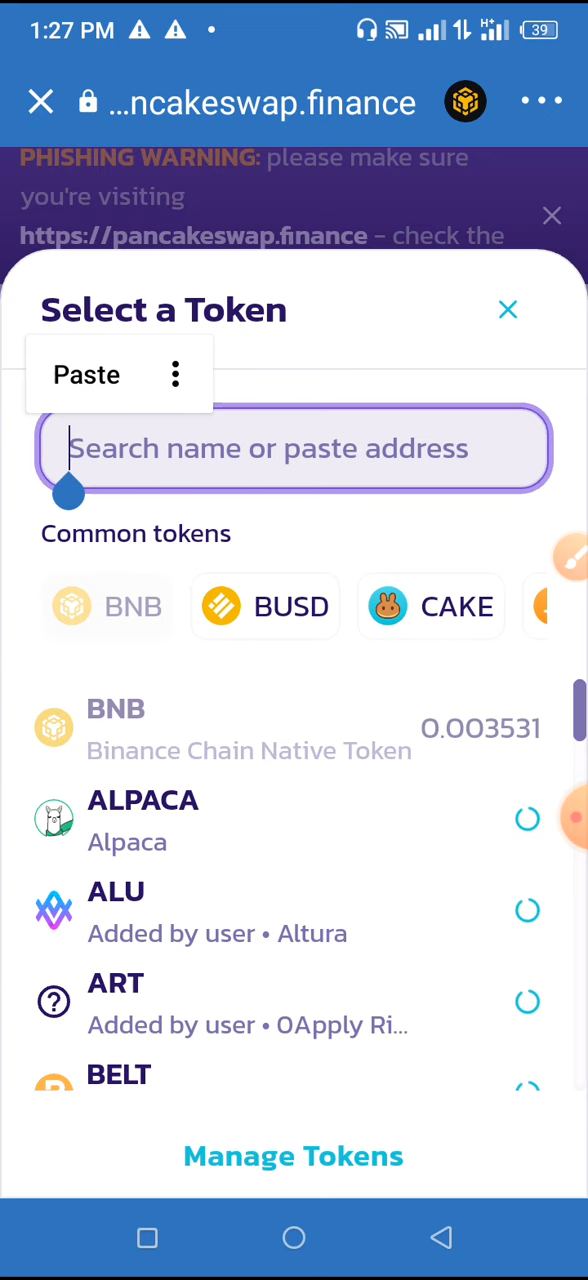 1:27 PM
H+
39
...ncakeswap.finance
PHISHING WARNING: please make sure
you're visiting
https://pancakeswap.finance - check the
Select a Token
Paste
Search name or paste address
Common tokens
BNB
BUSD
CAKE
BNB
0.003531
Binance Chain Native Token
ALPACA
Alpaca
ALU
Added by user • Altura
ART
Added by user • 0Apply Ri...
BELT
Manage Tokens